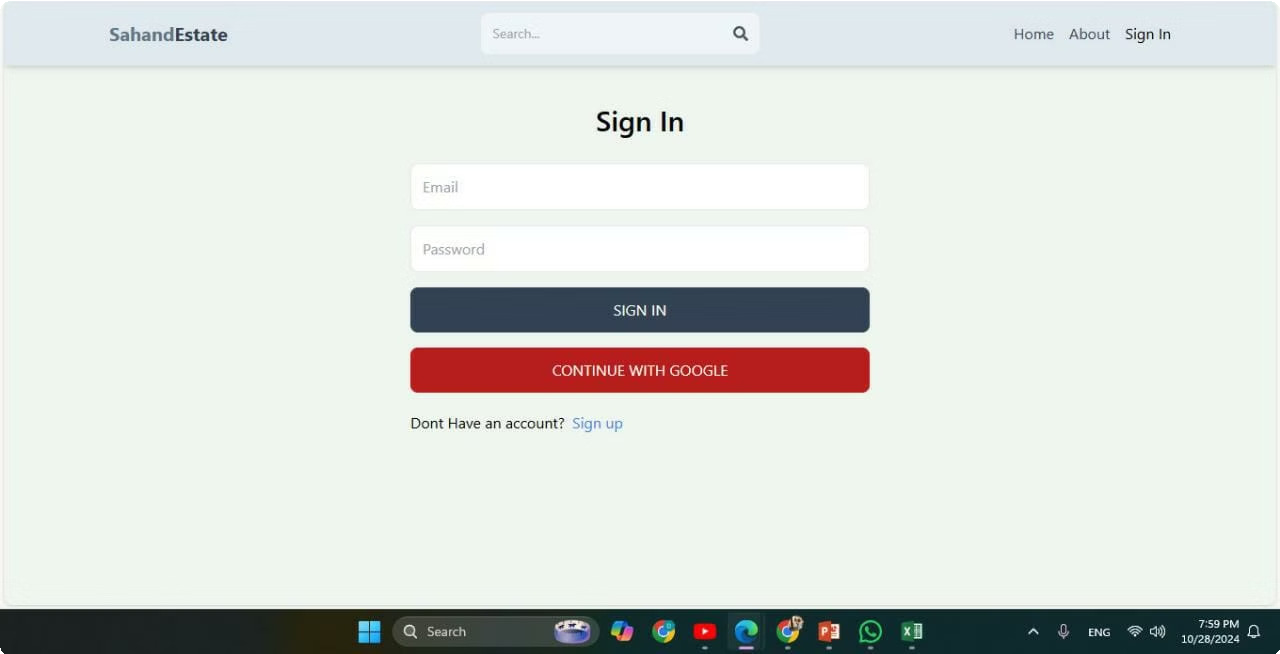 SahandEstate
Search...
Home About Sign In
Sign In
Email
Password
SIGN IN
CONTINUE WITH GOOGLE
Dont Have an account? Sign up
Search
ENG
7:59 PM
10/28/2024